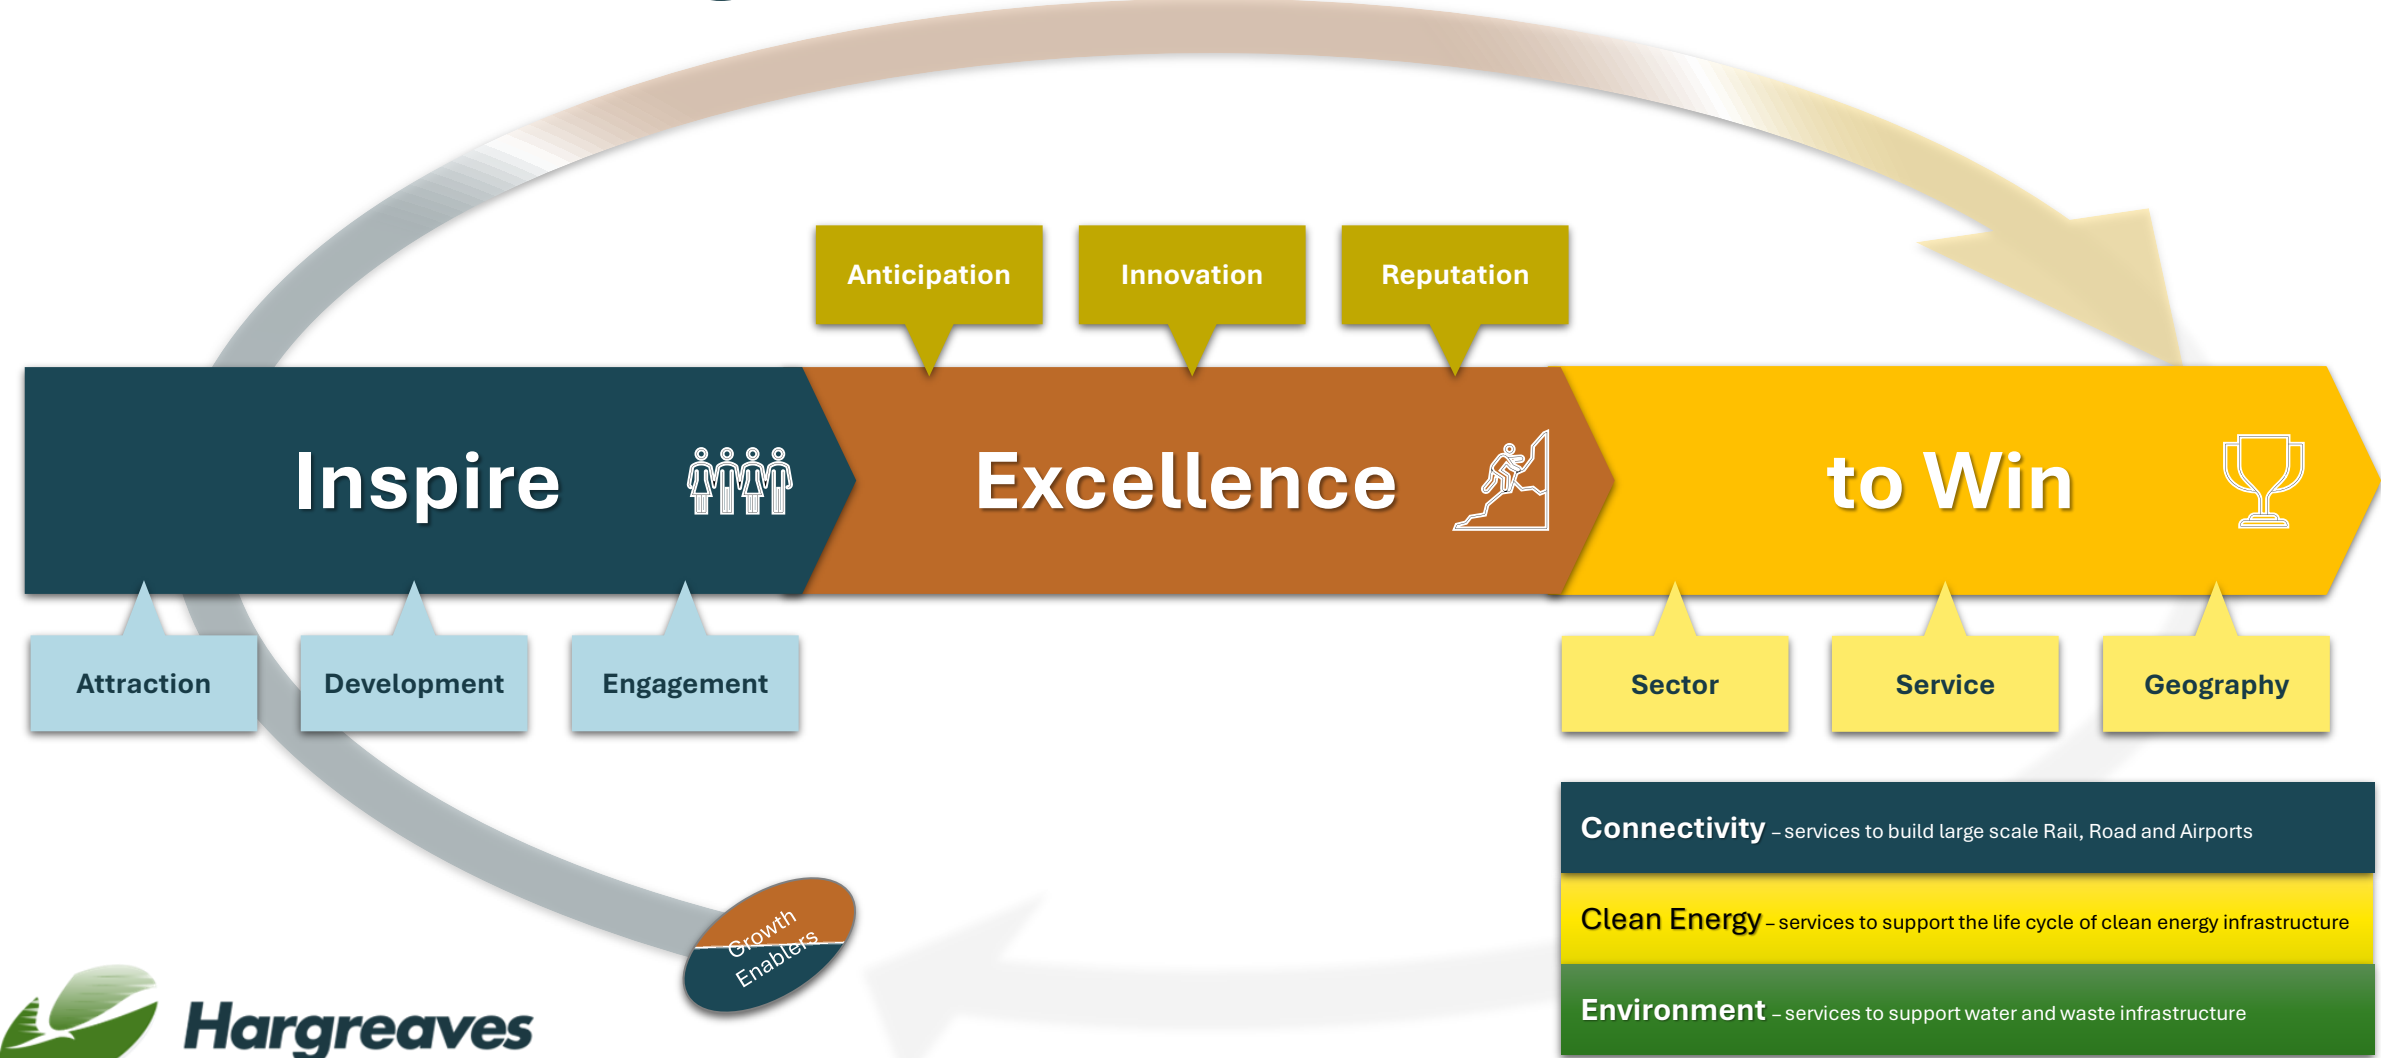 Anticipation
Innovation
Reputation
Inspire
Excellence
to Win
Attraction
Development
Engagement
Sector
Service
Geography
Connectivity – services to build large scale Rail, Road and Airports
Clean Energy – services to support the life cycle of clean energy infrastructure
Environment – services to support water and waste infrastructure
Growth
Enablers
Hargreaves